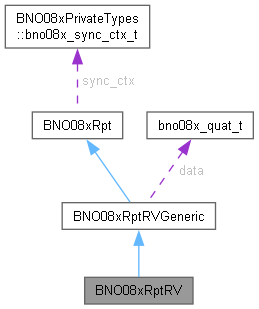 BNO08xPrivateTypes
::bno08x_sync_ctx_t
sync_ctx
BNO08xRpt
bno08x_quat_t
data
BNO08xRptRVGeneric
BNO08xRptRV